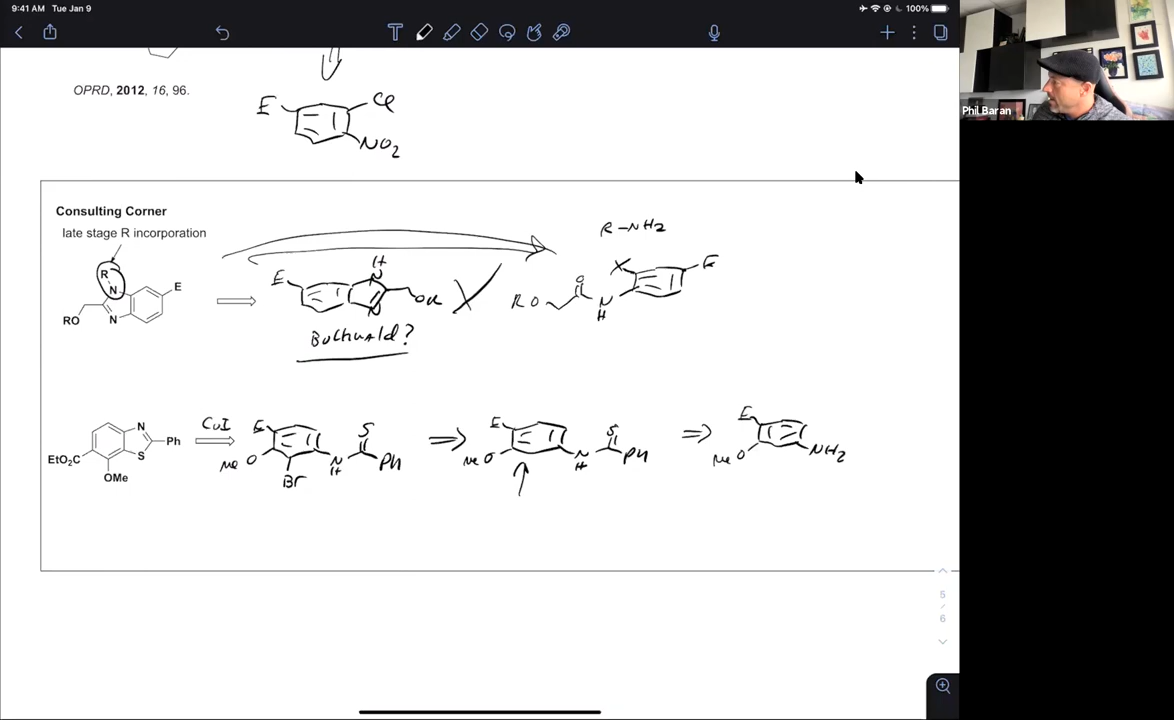 9:41 AM Tue Jan 9
100%
OPRD, 2012, 16, 96.
E
Cl
NO2
Phil Baran
Consulting Corner
late stage R incorporation
R
N
E
RO
N
E
H
N
N
OR
Buchwald?
R-NH2
X
E
RO
O
N
H
N
Ph
S
EtO2C
OMe
CuI
E
MeO
Br
N
H
S
Ph
E
MeO
N
H
S
Ph
E
MeO
NH2
5
/
6